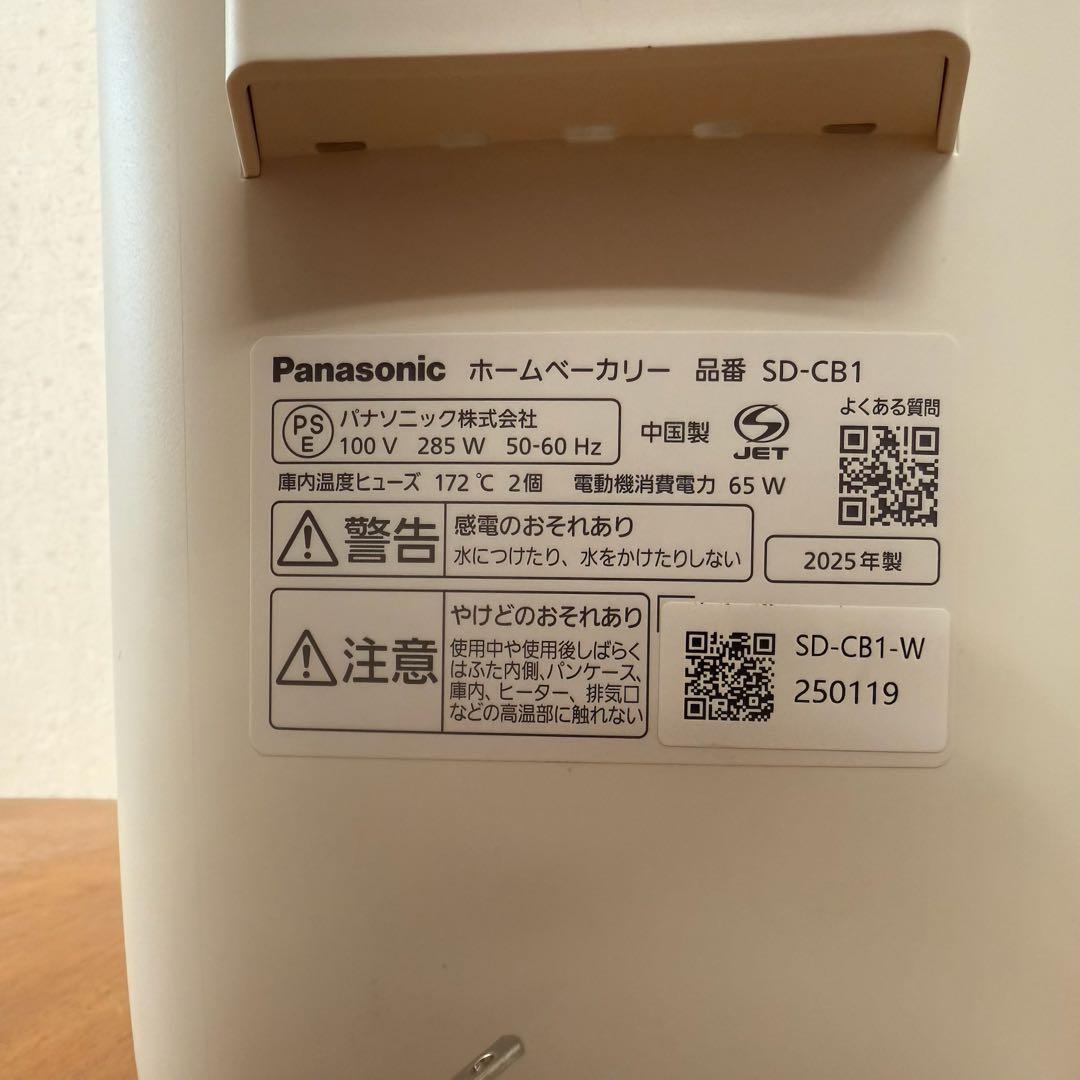 Panasonic ホームベーカリー 品番 SD-CB1
PS
E
パナソニック株式会社
100 V 285 W 50-60 Hz
中国製
JET
よくある質問
庫内温度ヒューズ 172℃ 2個 電動機消費電力 65 W
警告
感電のおそれあり
水につけたり、水をかけたりしない
2025年製
注意
やけどのおそれあり
使用中や使用後しばらく
はふた内側、パンケース、
庫内、ヒーター、排気口
などの高温部に触れない
SD-CB1-W
250119